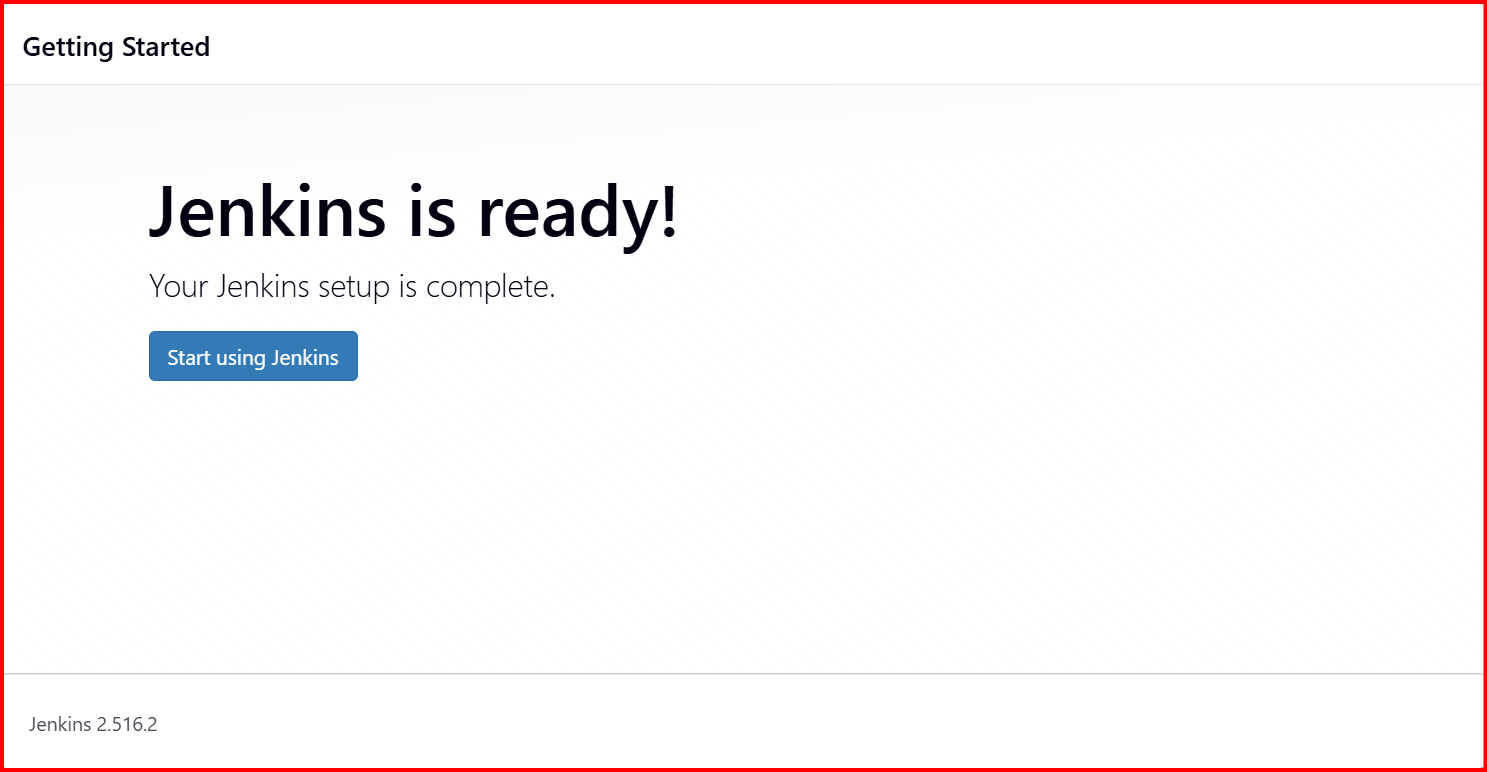 Getting Started
Jenkins is ready!
Your Jenkins setup is complete.
Start using Jenkins
Jenkins 2.516.2